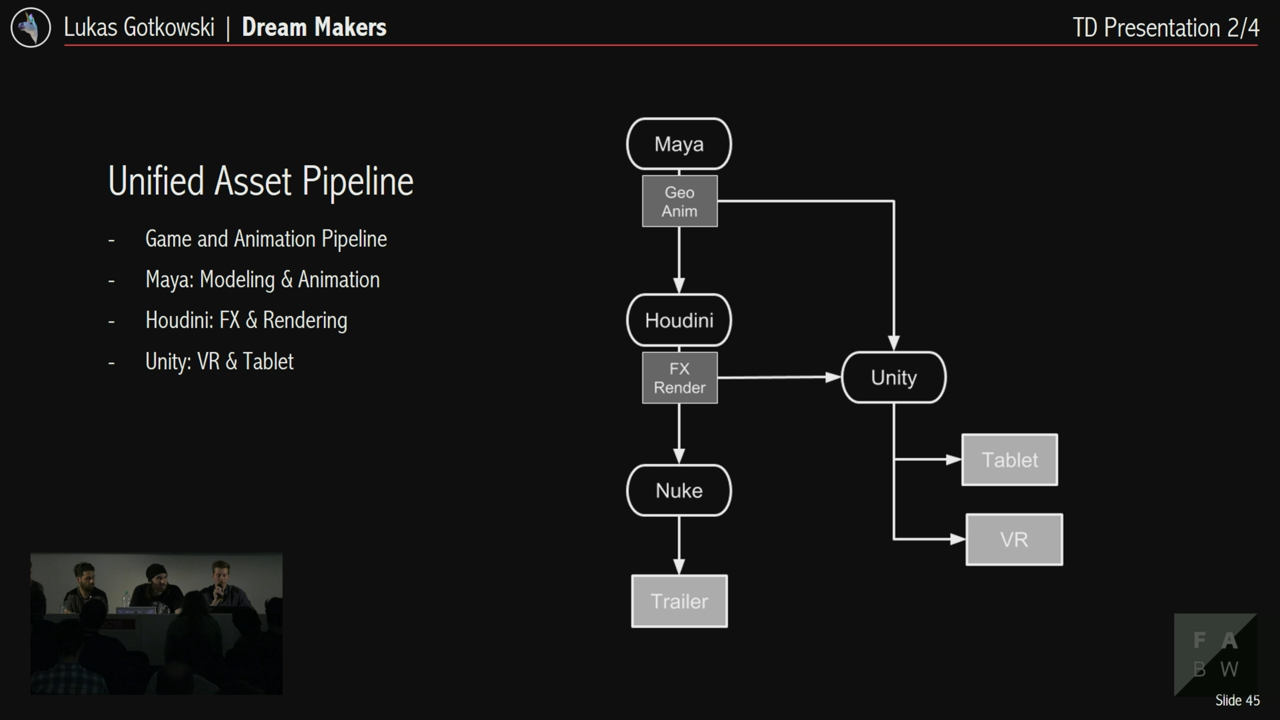 Lukas Gotkowski | Dream Makers
TD Presentation 2/4
Unified Asset Pipeline
- Game and Animation Pipeline
- Maya: Modeling & Animation
- Houdini: FX & Rendering
- Unity: VR & Tablet
Maya
Geo
Anim
Houdini
FX
Render
Unity
Tablet
Nuke
VR
Trailer
F A
B W
Slide 45